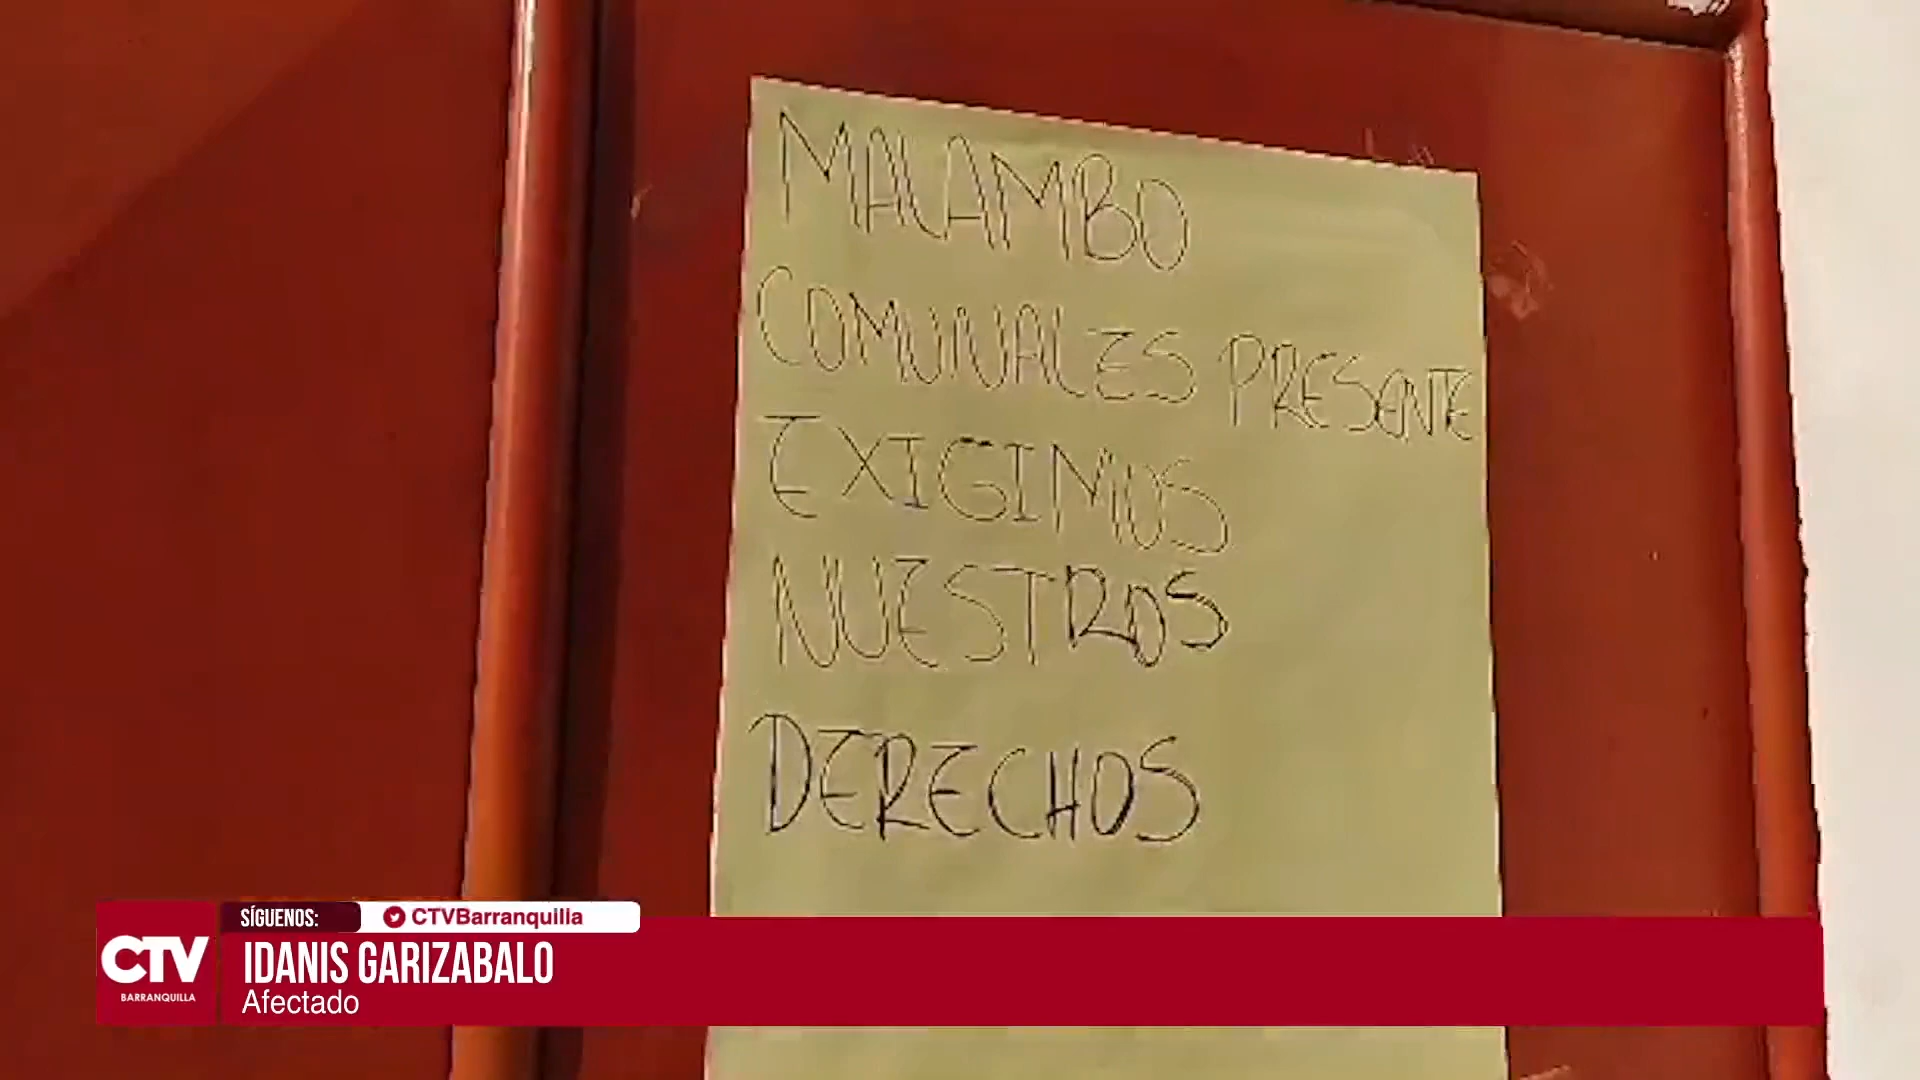 MALAMBO
COMUNALES PRESENTE
EXIGIMOS
NUESTROS
DERECHOS
SÍGUENOS: CTVBarranquilla
CTV
BARRANQUILLA
IDANIS GARIZABALO
Afectado